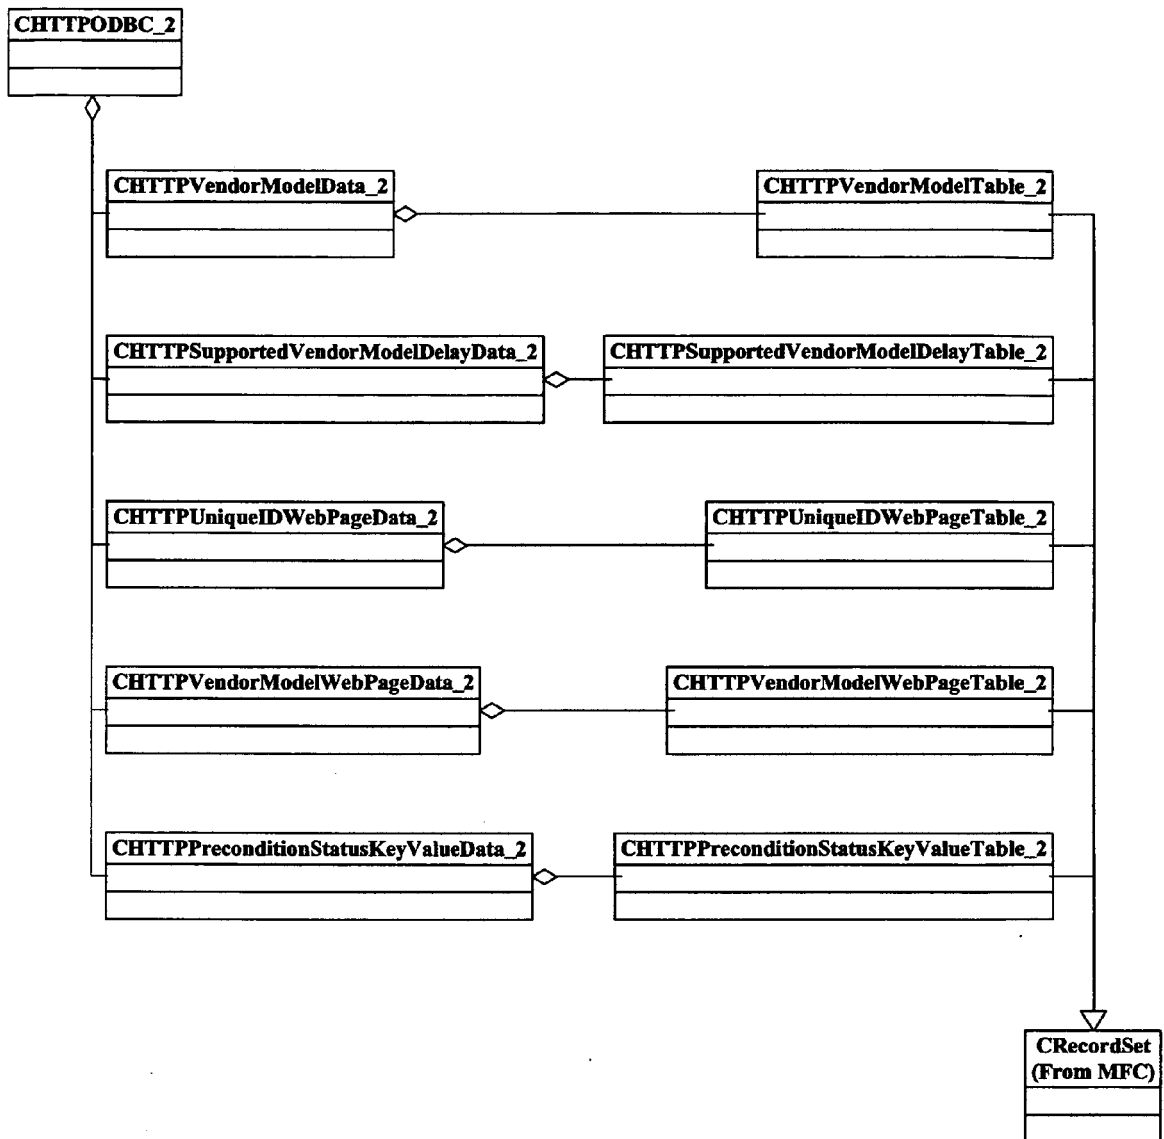 CHTTPODBC_2
CHTTPVendorModelData_2
CHTTPVendorModelTable_2
CHTTPSupportedVendorModelDelayData_2
CHTTPSupportedVendorModelDelayTable_2
CHTTPUniqueIDWebPageData_2
CHTTPUniqueIDWebPageTable_2
CHTTPVendorModelWebPageData_2
CHTTPVendorModelWebPageTable_2
CHTTPPreconditionStatusKeyValueData_2
CHTTPPreconditionStatusKeyValueTable_2
CRecordSet
(From MFC)